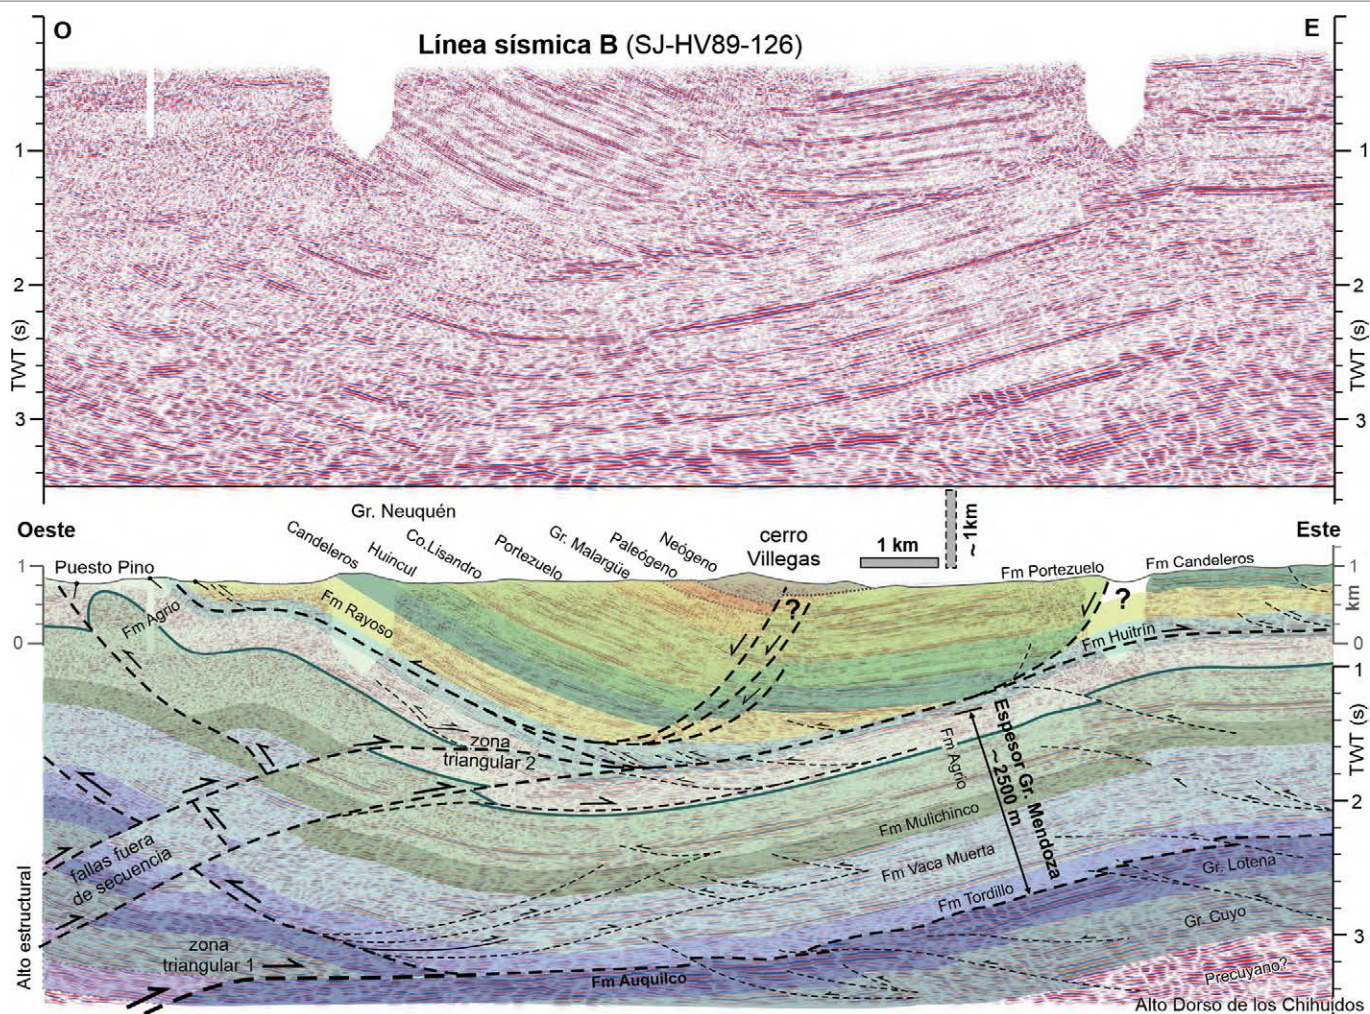 O
Línea sísmica B (SJ-HV89-126)
E
1
1
2
2
TWT (s)
TWT (s)
3
3
Oeste
Gr. Neuquén
Candeleros
Huincul
Co.Lisandro
Portezuelo
Gr. Malargüe
Paleógeno
Neógeno
cerro
Villegas
1 km
~ 1km
Este
1
Puesto Pino
Fm Portezuelo
Fm Candeleros
1
km
Fm Agrio
Fm Rayoso
?
?
Fm Huitrín
0
0
1
zona
triangular 2
Espesor Gr. Mendoza
~2500 m
Fm Agrio
TWT (s)
2
Fm Mulichinco
fallas fuera
de secuencia
Fm Vaca Muerta
Gr. Lotena
Fm Tordillo
Gr. Cuyo
Alto estructural
3
zona
triangular 1
Fm Auquilco
Precuyano?
Alto Dorso de los Chihuidos